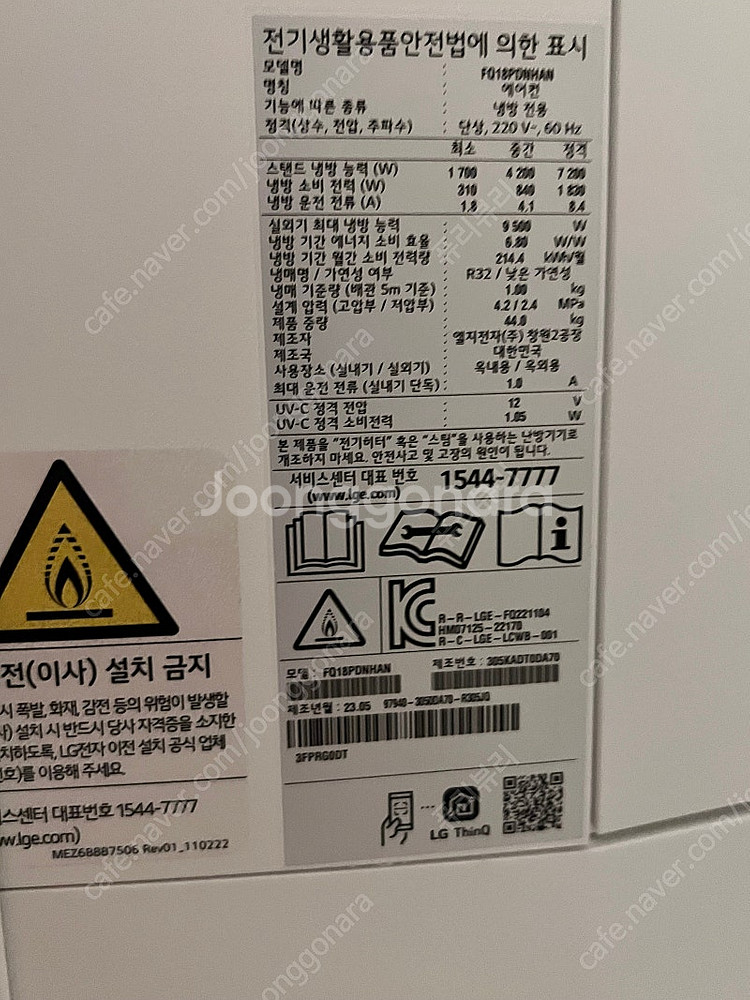 전기생활용품안전법에 의한 표시
모델명 : FQ18PDNHAN
명칭 : 에어컨
기능에 따른 종류 : 냉방 전용
정격(상수, 전압, 주파수) : 단상, 220 V~, 60 Hz
최소 중간 정격
스탠드 냉방 능력 (W) : 1 700 4 200 7 200
냉방 소비 전력 (W) : 310 840 1 830
냉방 운전 전류 (A) : 1.8 4.1 8.4
실외기 최대 냉방 능력 : 9 500 W
냉방 기간 에너지 소비 효율 : 6.80 W/W
냉방 기간 월간 소비 전력량 : 214.4 kWh/월
냉매명 / 가연성 여부 : R32 / 낮은 가연성
냉매 기준량 (배관 5m 기준) : 1.00 kg
설계 압력 (고압부 / 저압부) : 4.2 / 2.4 MPa
제품 중량 : 44.0 kg
제조자 : 엘지전자(주) 창원2공장
제조국 : 대한민국
사용장소 (실내기 / 실외기) : 옥내용 / 옥외용
최대 운전 전류 (실내기 단독) : 1.0 A
UV-C 정격 전압 : 12 V
UV-C 정격 소비전력 : 1.05 W
본 제품을 "전기히터" 혹은 "스팀"을 사용하는 난방기기로
개조하지 마세요. 안전사고 및 고장의 원인이 됩니다.
서비스센터 대표 번호 1544-7777
(www.lge.com)
R-R-LGE-FQ221104
HM07125-22170
R-C-LGE-LCWB-001
모델 : FQ18PDNHAN 제조번호 : 305KADT0DA70
제조년월 : 23.05 97940-3050DA70-R305JQ
3FPRG0DT
LG ThinQ
전(이사) 설치 금지
시 폭발, 화재, 감전 등의 위험이 발생할
사) 설치 시 반드시 당사 자격증을 소지한
치하도록, LG전자 이전 설치 공식 업체
호)를 이용해 주세요.
스센터 대표번호 1544-7777
w.lge.com)
MEZ68887506 Rev01_110222
Joonggonara
cafe.naver.com/joonggonara